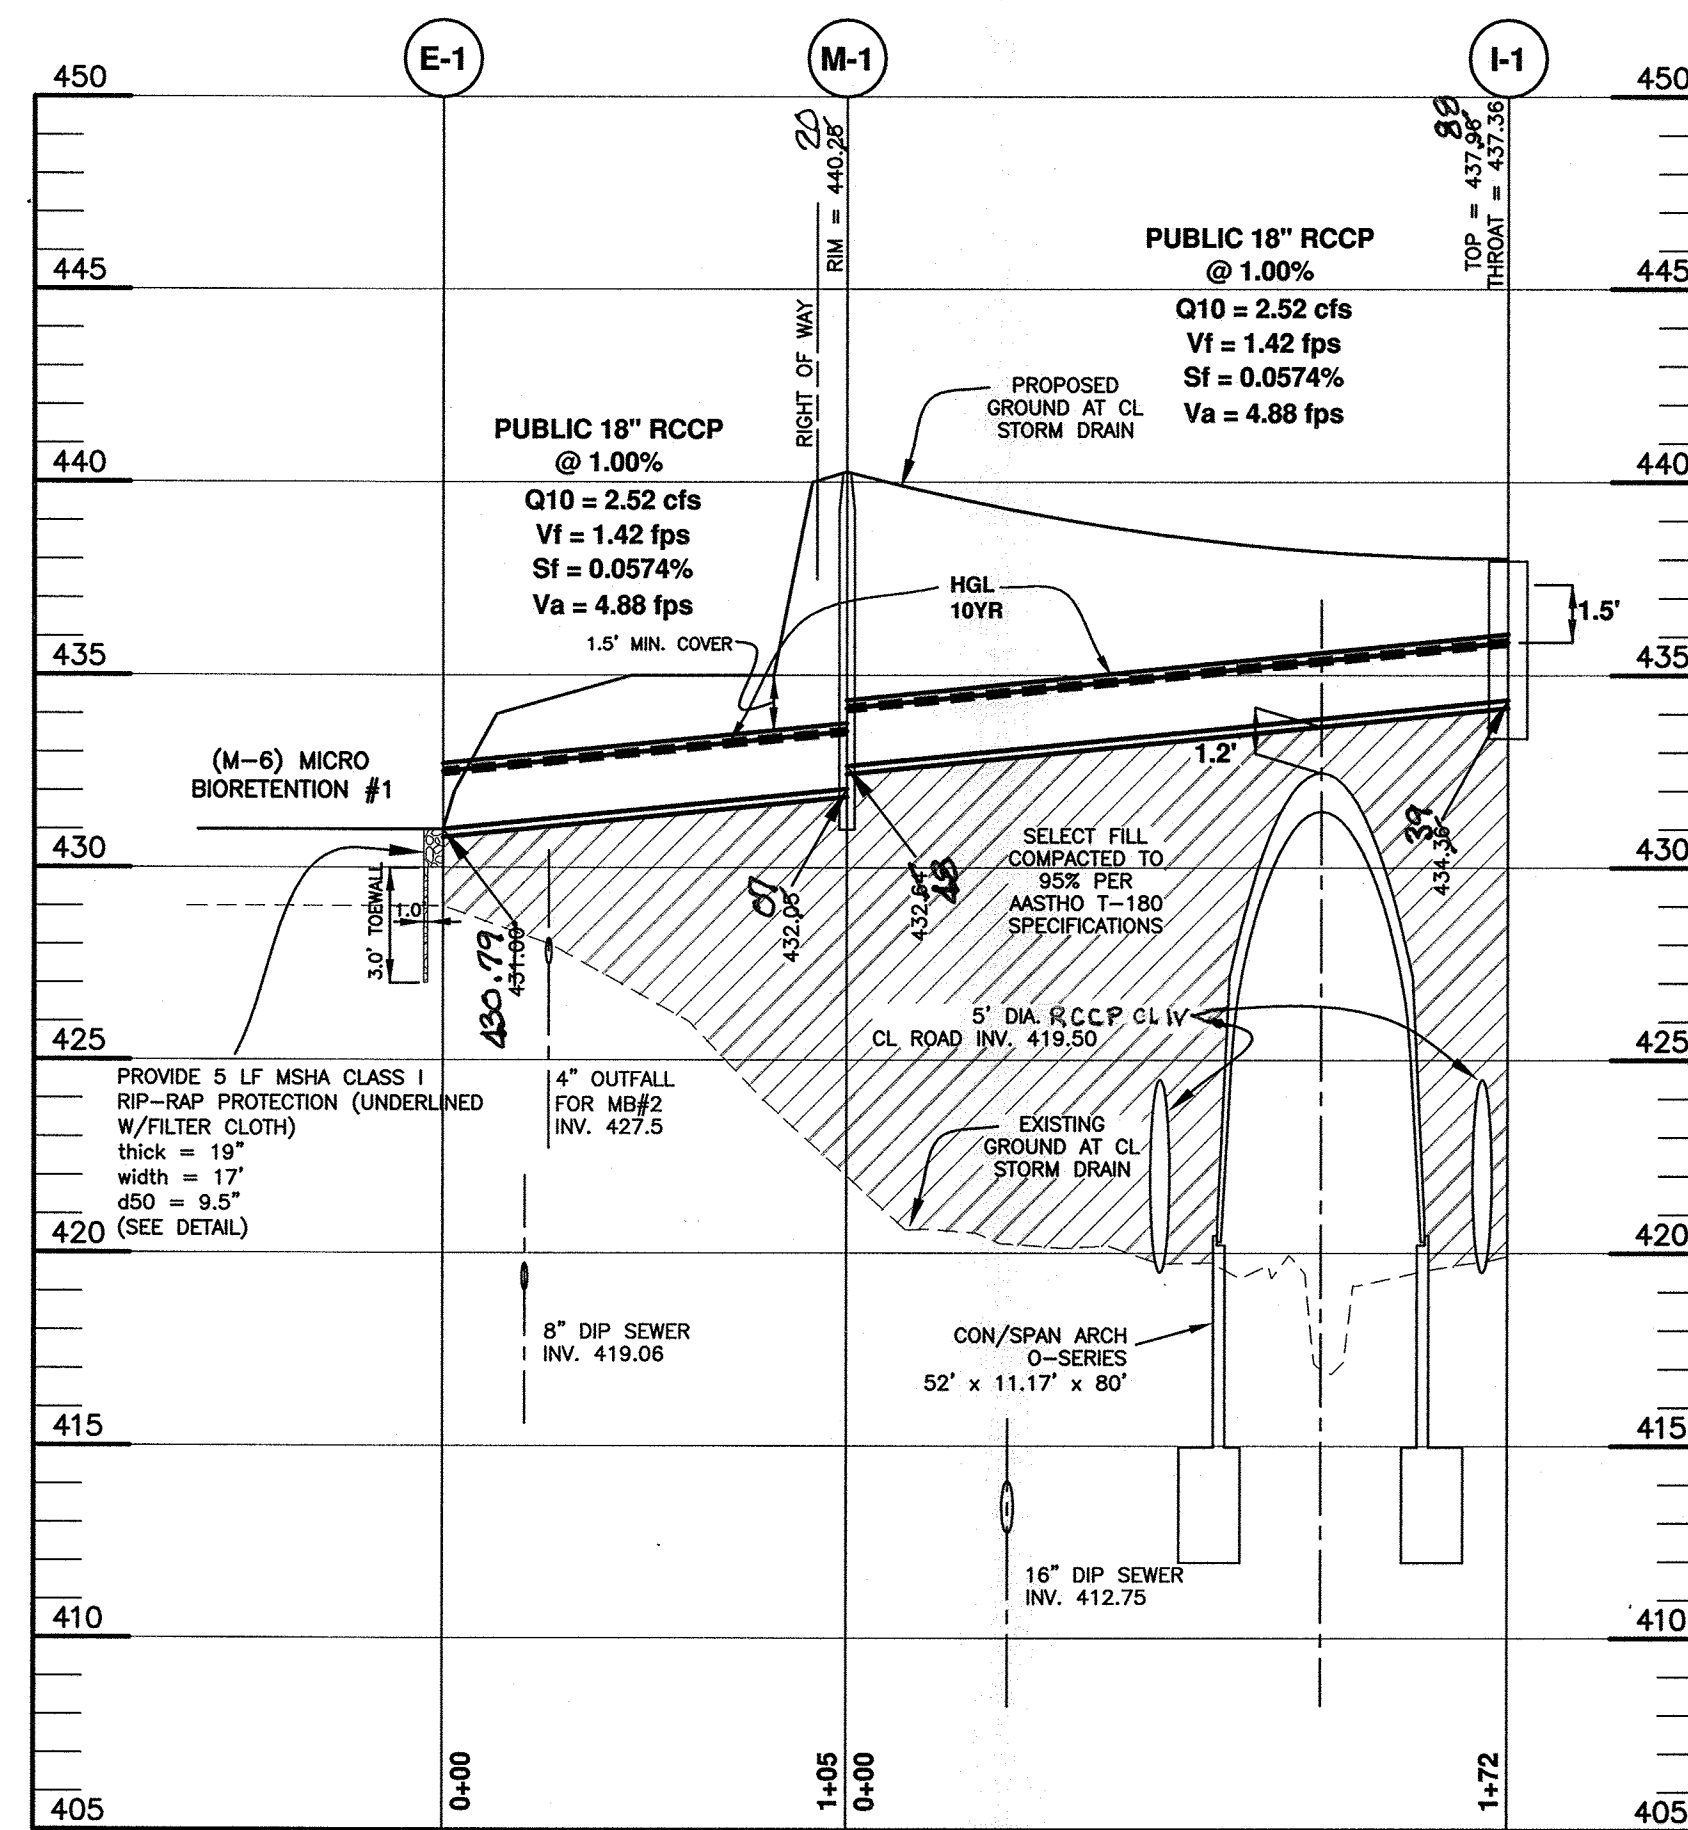 E-1
M-1
I-1
450
450
20
RIM = 440.25
88
TOP = 437.96
THROAT = 437.36
445
445
RIGHT OF WAY
PUBLIC 18" RCCP
@ 1.00%
Q10 = 2.52 cfs
Vf = 1.42 fps
Sf = 0.0574%
Va = 4.88 fps
PROPOSED
GROUND AT CL
STORM DRAIN
PUBLIC 18" RCCP
@ 1.00%
Q10 = 2.52 cfs
Vf = 1.42 fps
Sf = 0.0574%
Va = 4.88 fps
440
440
1.5' MIN. COVER
HGL
10YR
1.5'
435
435
(M-6) MICRO
BIORETENTION #1
1.2'
430
430
SELECT FILL
COMPACTED TO
95% PER
AASTHO T-180
SPECIFICATIONS
3.0' TOEWALL
1.0'
430.79
431.00
432.05
432.64
48
39
434.36
5' DIA. RCCP CL IV
CL ROAD INV. 419.50
425
425
PROVIDE 5 LF MSHA CLASS I
RIP-RAP PROTECTION (UNDERLINED
W/FILTER CLOTH)
thick = 19"
width = 17'
d50 = 9.5"
(SEE DETAIL)
4" OUTFALL
FOR MB#2
INV. 427.5
EXISTING
GROUND AT CL
STORM DRAIN
420
420
8" DIP SEWER
INV. 419.06
CON/SPAN ARCH
O-SERIES
52' x 11.17' x 80'
415
415
16" DIP SEWER
INV. 412.75
410
410
0+00
1+05
0+00
1+72
405
405